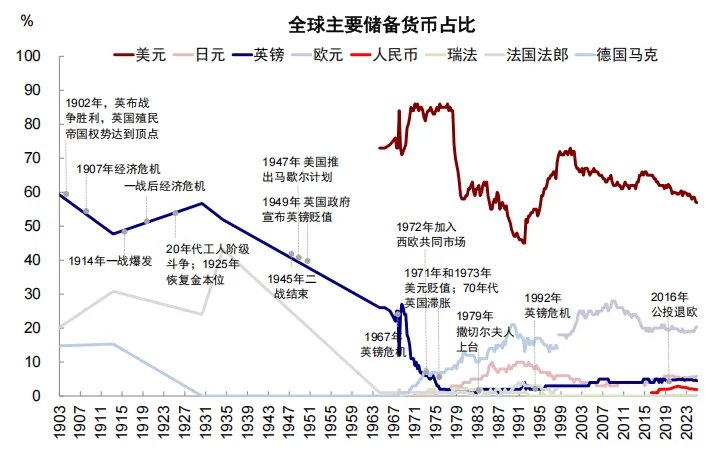 全球主要储备货币占比
%
美元 日元 英镑 欧元 人民币 瑞法 法国法郎 德国马克
100
80
60
40
20
0
1902年，英布战
争胜利，英国殖民
帝国权势达到顶点
1907年经济危机
一战后经济危机
1914年一战爆发
20年代工人阶级
斗争；1925年
恢复金本位
1947年 美国推
出马歇尔计划
1949年 英国政府
宣布英镑贬值
1945年二
战结束
1967年
英镑危机
1972年加入
西欧共同市场
1971年和1973年
美元贬值；70年代
英国滞胀
1979年
撒切尔夫人
上台
1992年
英镑危机
2016年
公投退欧
1903 1907 1911 1915 1919 1923 1927 1931 1935 1939 1943 1947 1951 1955 1959 1963 1967 1971 1975 1979 1983 1987 1991 1995 1999 2003 2007 2011 2015 2019 2023